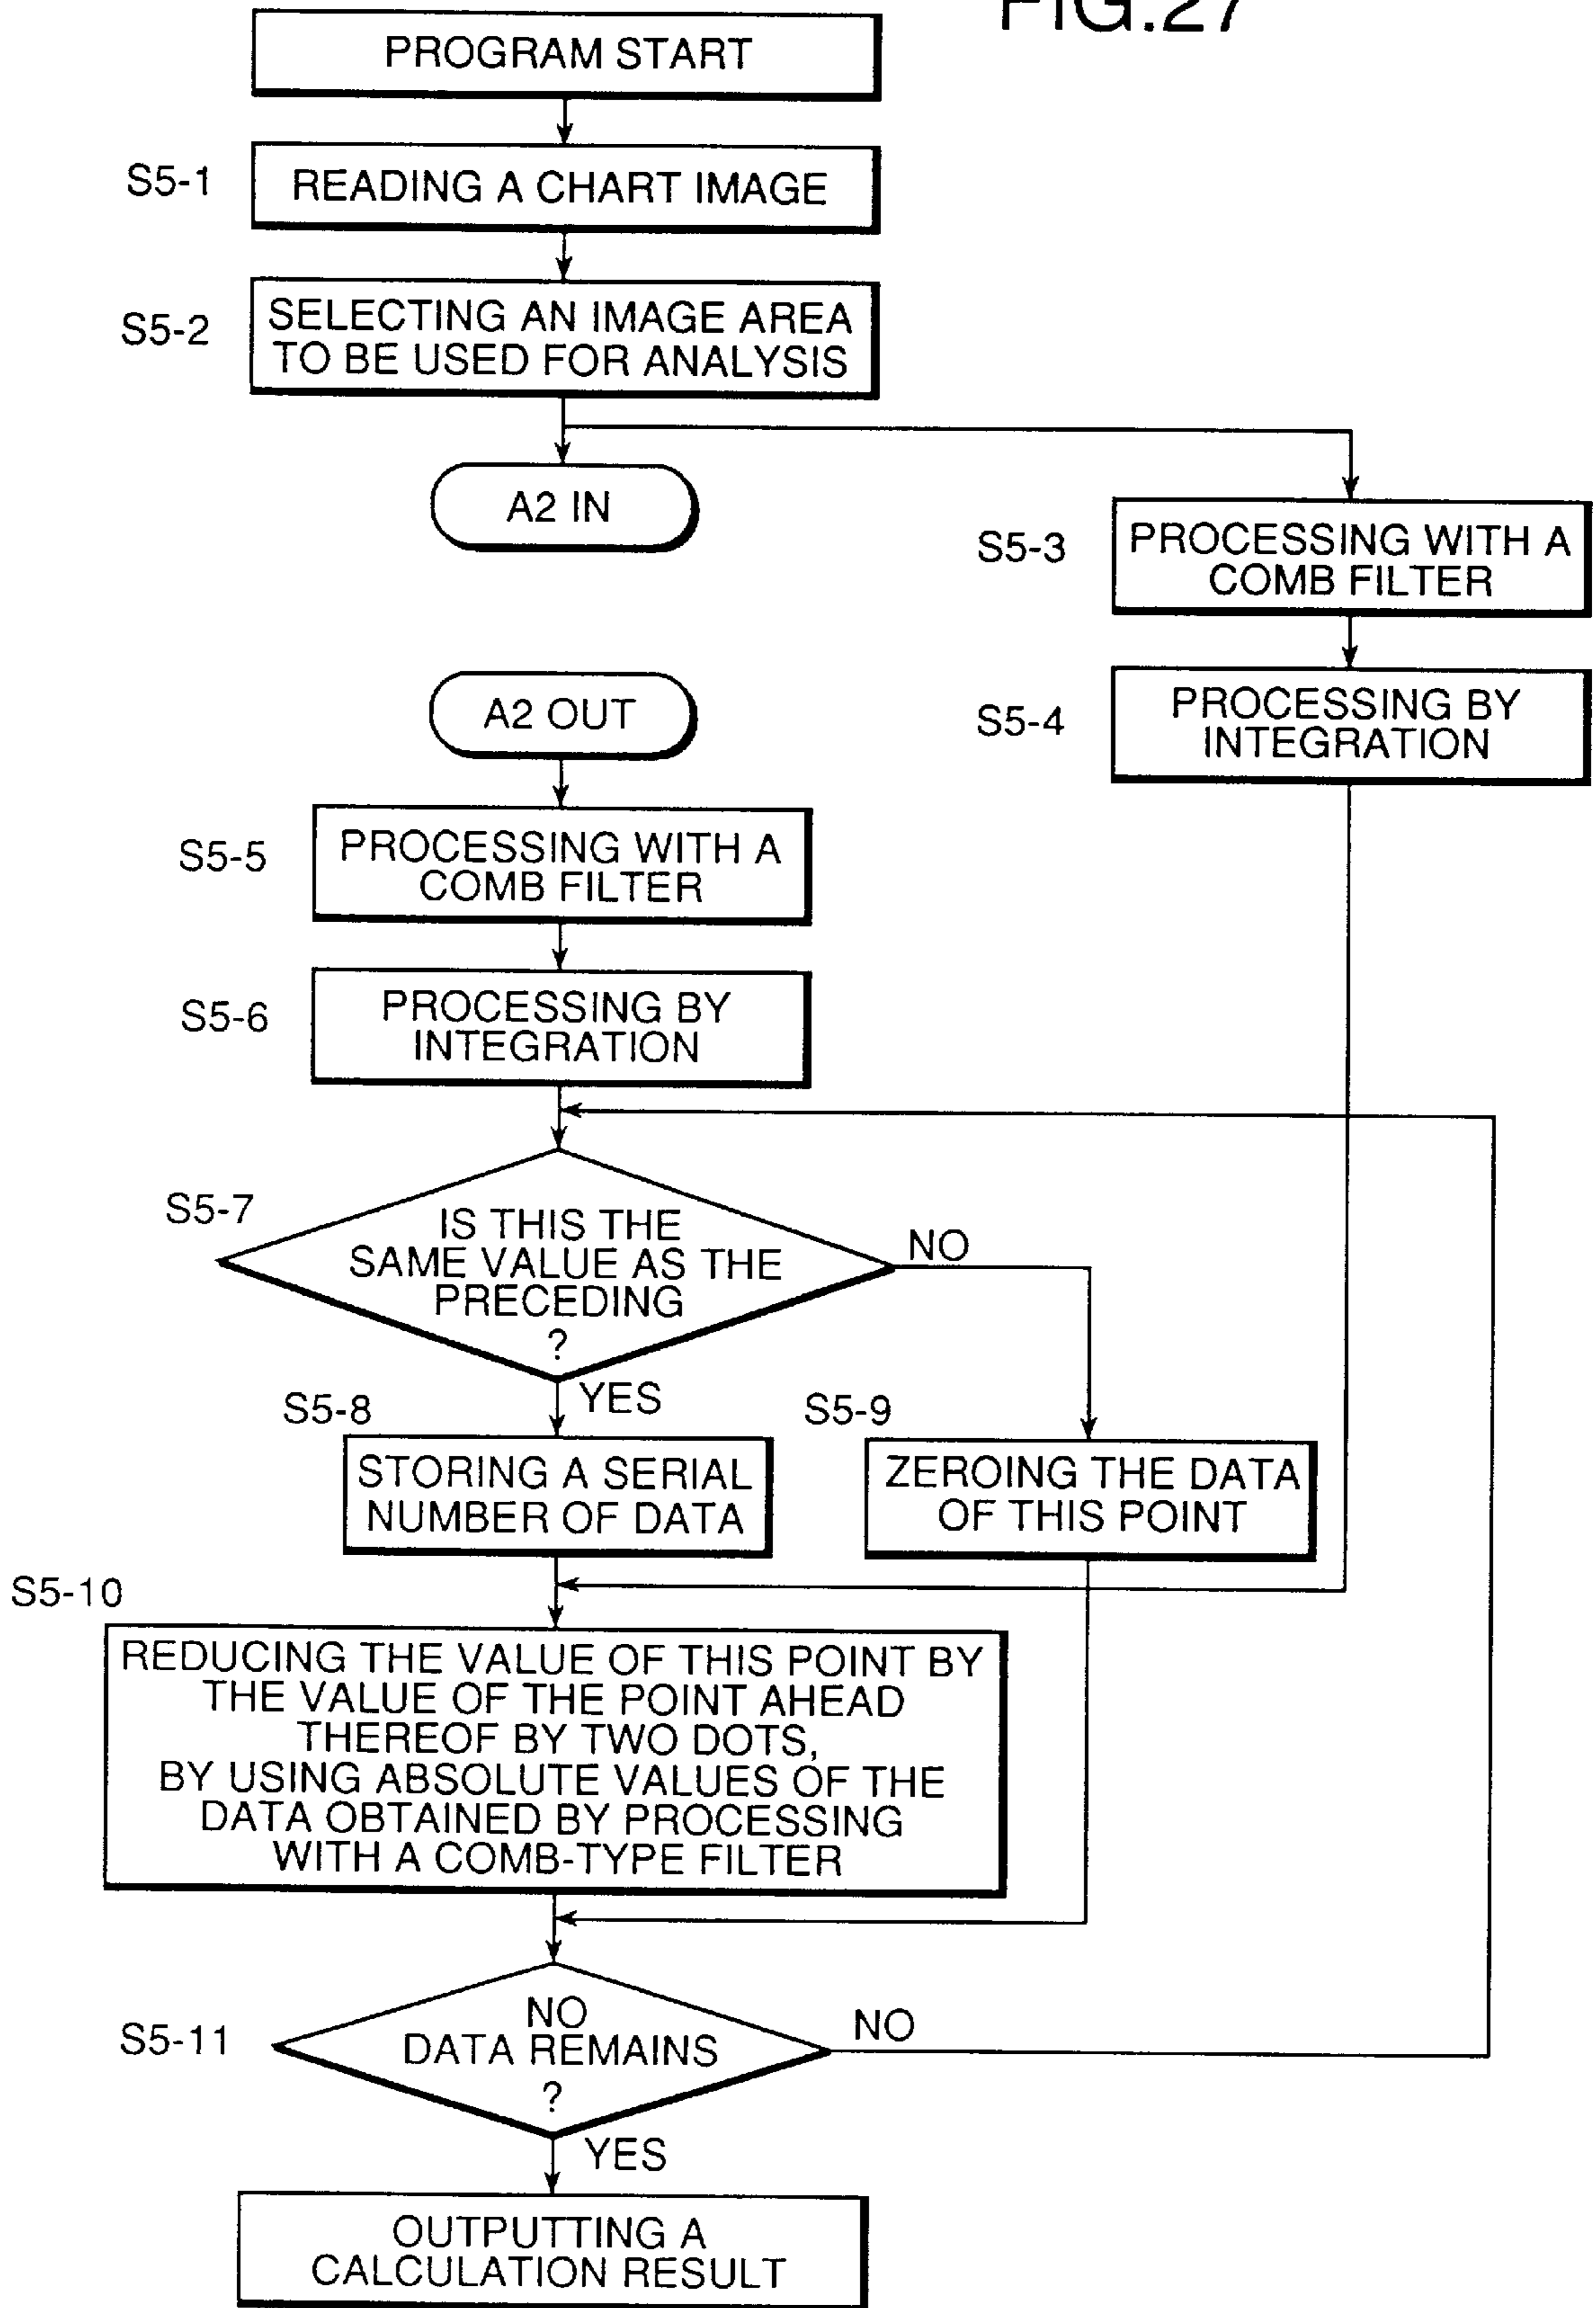 FIG.27
PROGRAM START
S5-1
READING A CHART IMAGE
S5-2
SELECTING AN IMAGE AREA
TO BE USED FOR ANALYSIS
A2 IN
S5-3
PROCESSING WITH A
COMB FILTER
A2 OUT
S5-4
PROCESSING BY
INTEGRATION
S5-5
PROCESSING WITH A
COMB FILTER
S5-6
PROCESSING BY
INTEGRATION
S5-7
IS THIS THE
SAME VALUE AS THE
PRECEDING
?
NO
YES
S5-8
STORING A SERIAL
NUMBER OF DATA
S5-9
ZEROING THE DATA
OF THIS POINT
S5-10
REDUCING THE VALUE OF THIS POINT BY
THE VALUE OF THE POINT AHEAD
THEREOF BY TWO DOTS,
BY USING ABSOLUTE VALUES OF THE
DATA OBTAINED BY PROCESSING
WITH A COMB-TYPE FILTER
S5-11
NO
DATA REMAINS
?
NO
YES
OUTPUTTING A
CALCULATION RESULT